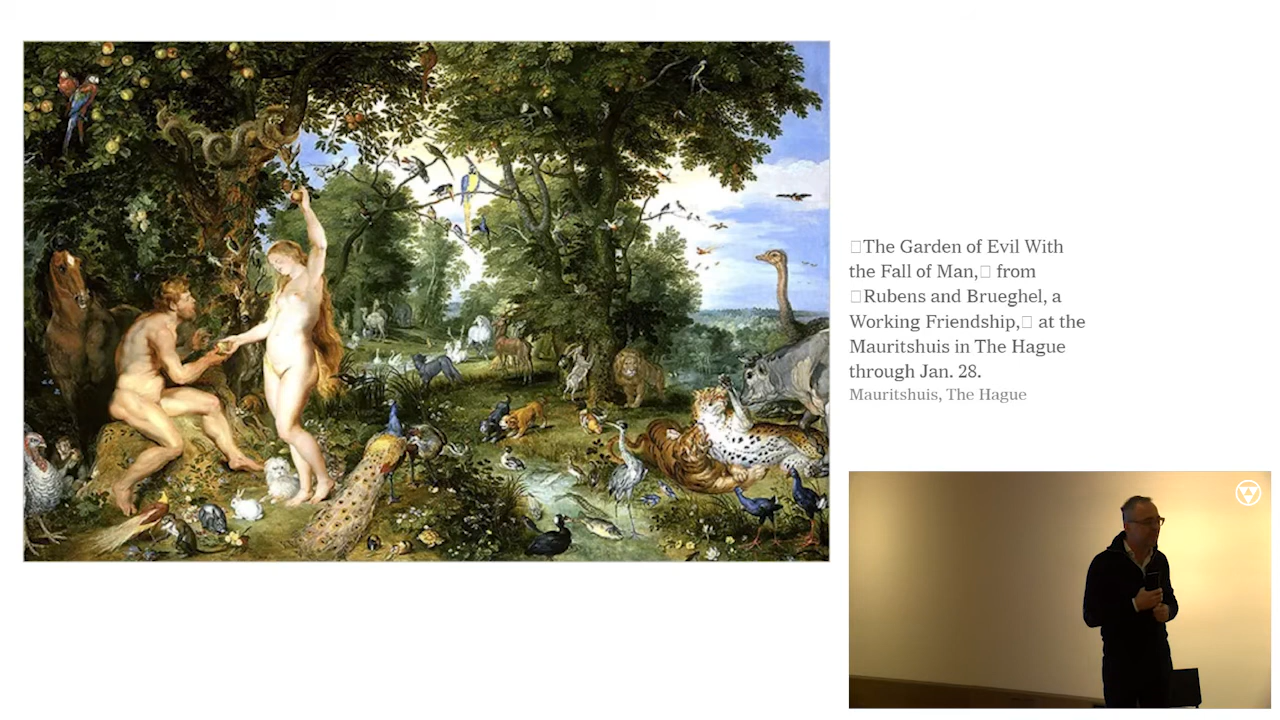 □The Garden of Evil With
the Fall of Man,□ from
□Rubens and Brueghel, a
Working Friendship,□ at the
Mauritshuis in The Hague
through Jan. 28.
Mauritshuis, The Hague